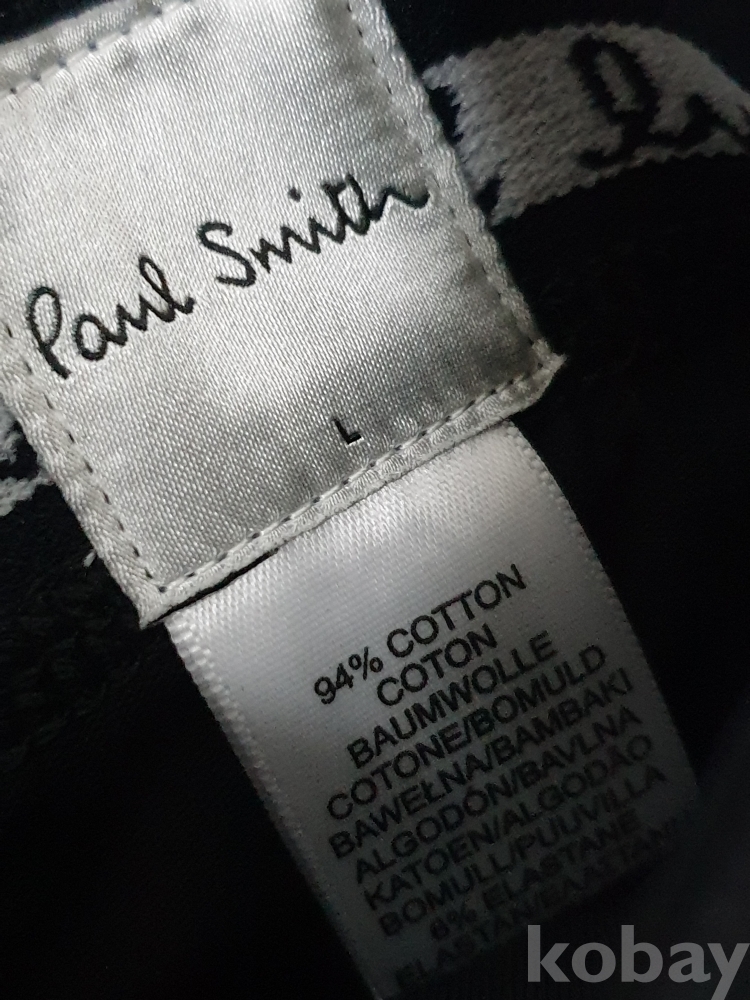 Paul Smith
L
94% COTTON
COTON
BAUMWOLLE
COTONE/BOMULD
BAWEŁNA/BAMBAKI
ALGODÓN/BAVLNA
KATOEN/ALGODÃO
BOMULL/PUUVILLA
6% ELASTANE
kobay